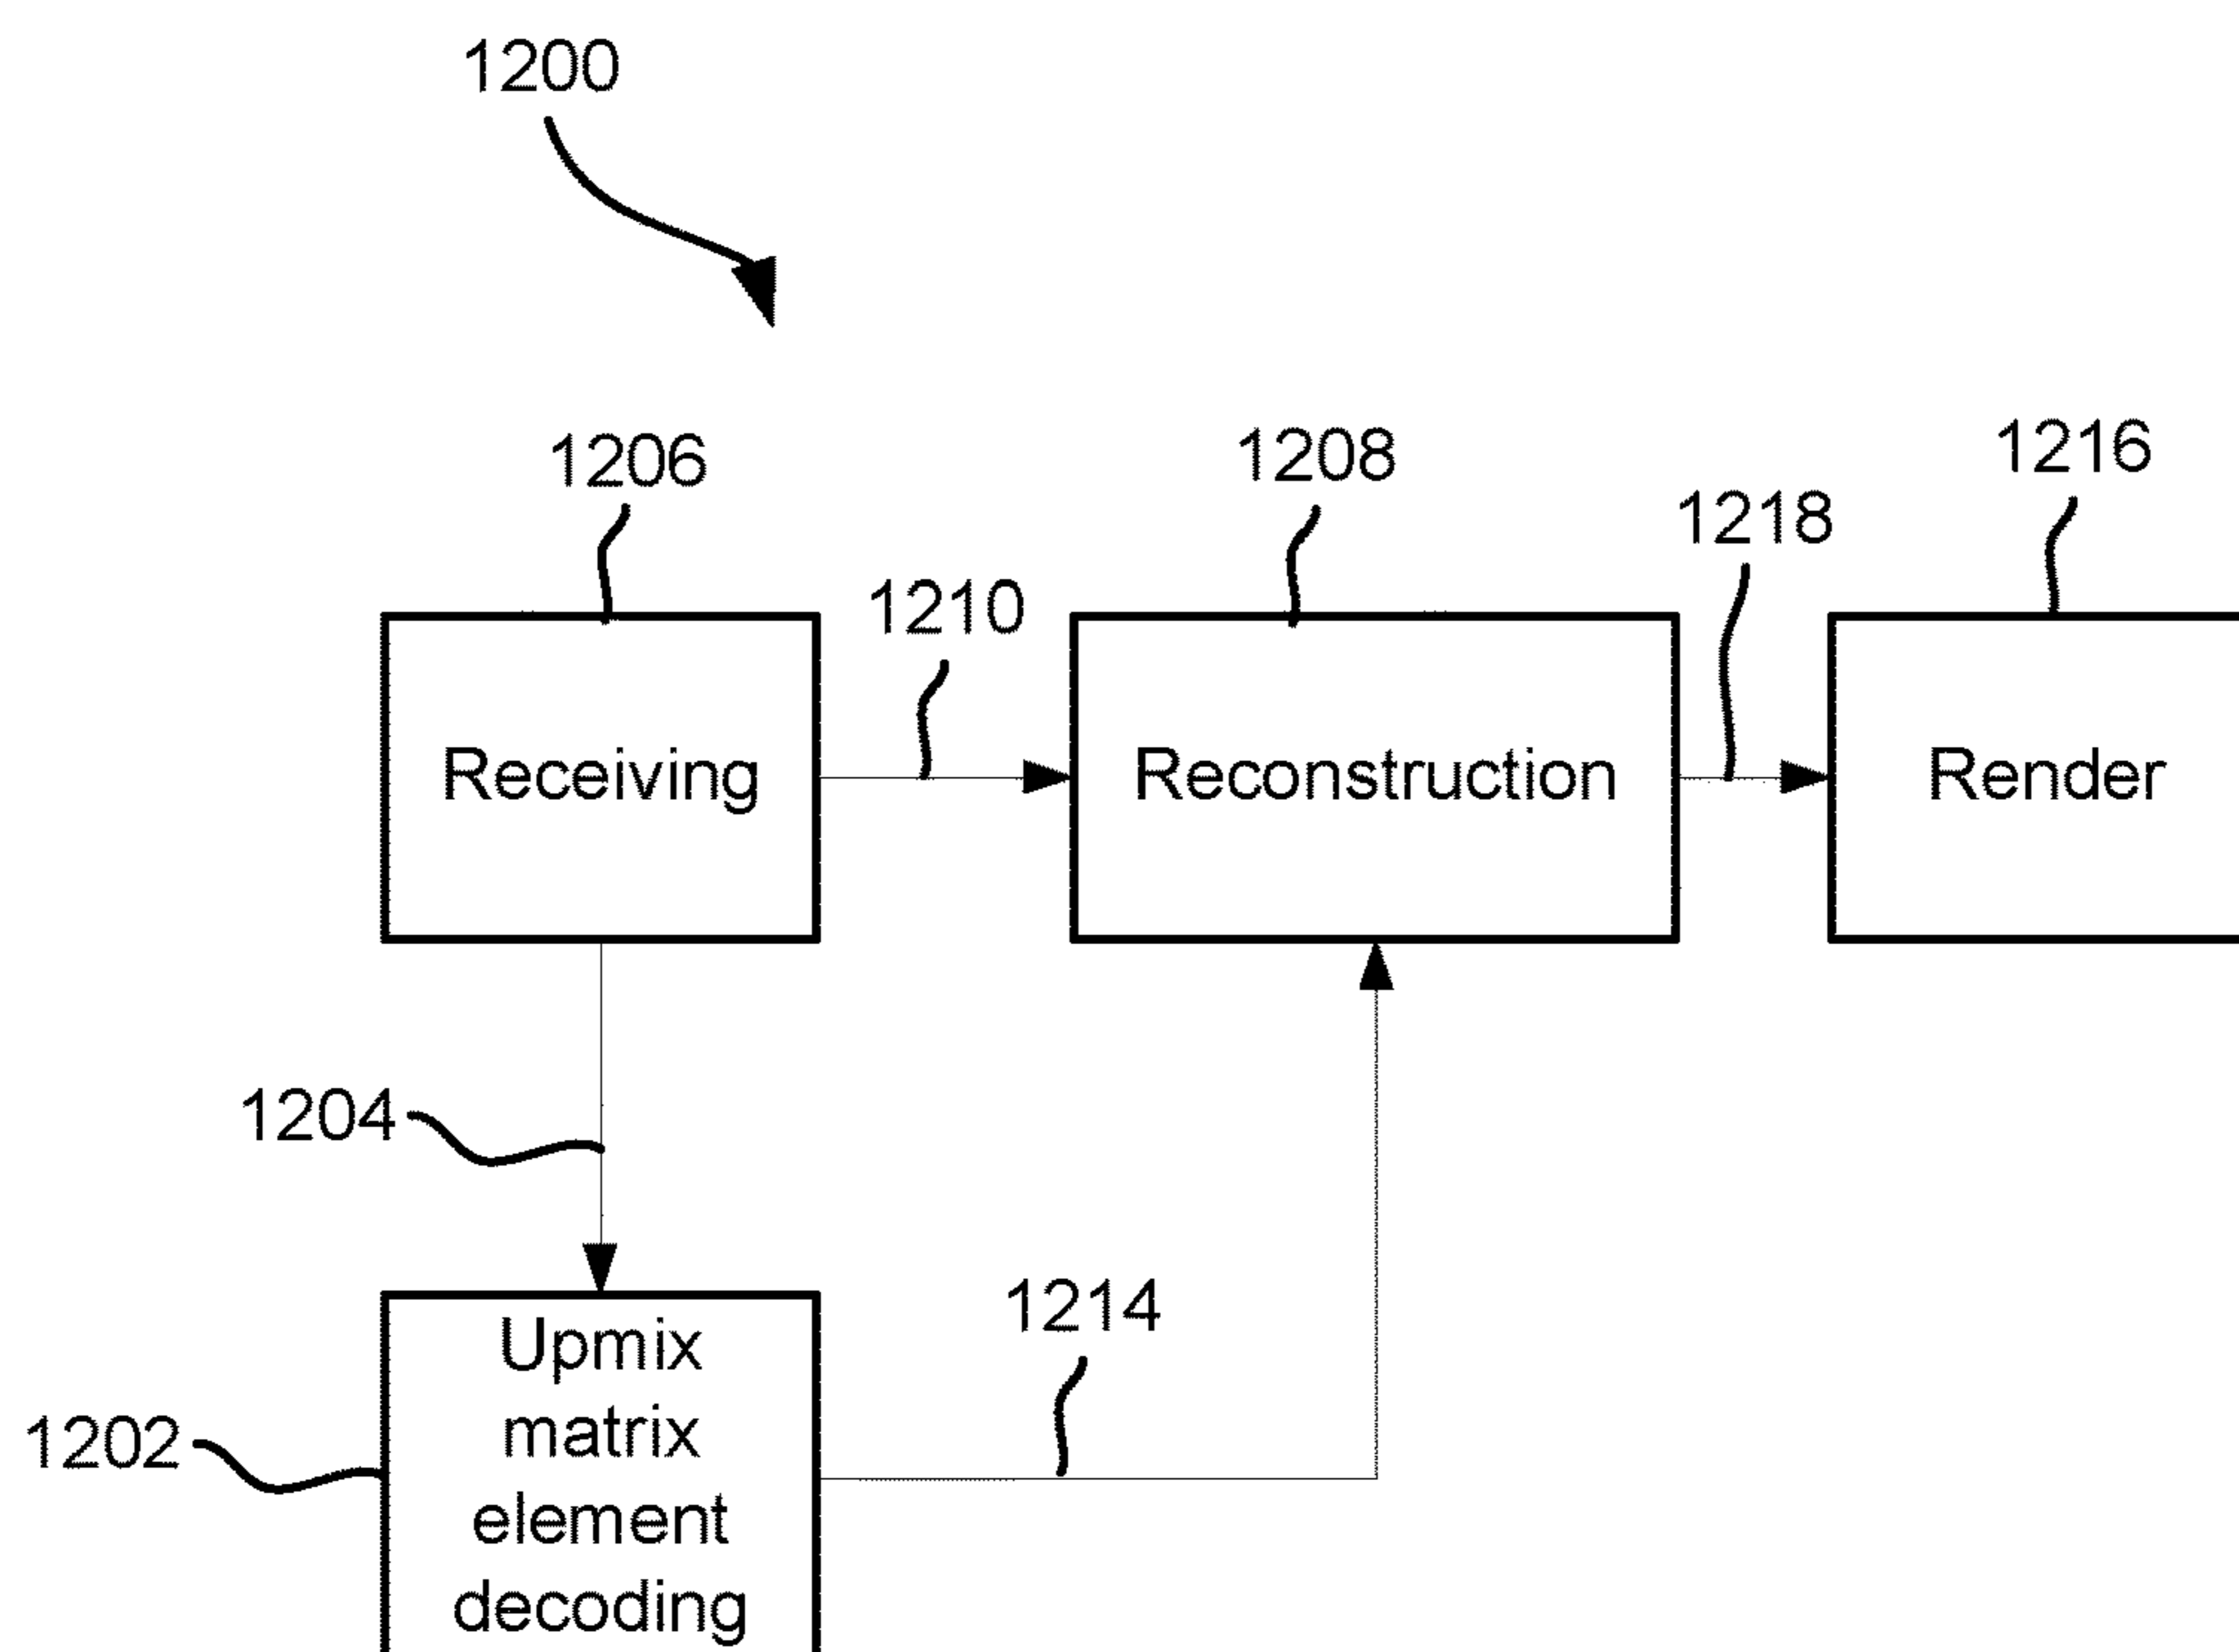 1200
1206
1208
1216
1218
1210
Receiving
Reconstruction
Render
1204
1214
Upmix
matrix
1202
element
decoding